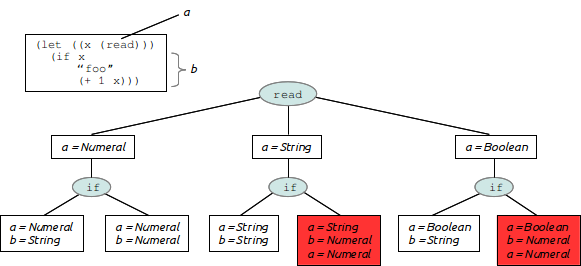 a
(let ((x (read)))
(if x
“foo”
(+ 1 x)))
b
read
a = Numeral
a = String
a = Boolean
if
if
if
a = Numeral
b = String
a = Numeral
b = Numeral
a = String
b = String
a = String
b = Numeral
a = Numeral
a = Boolean
b = String
a = Boolean
b = Numeral
a = Numeral